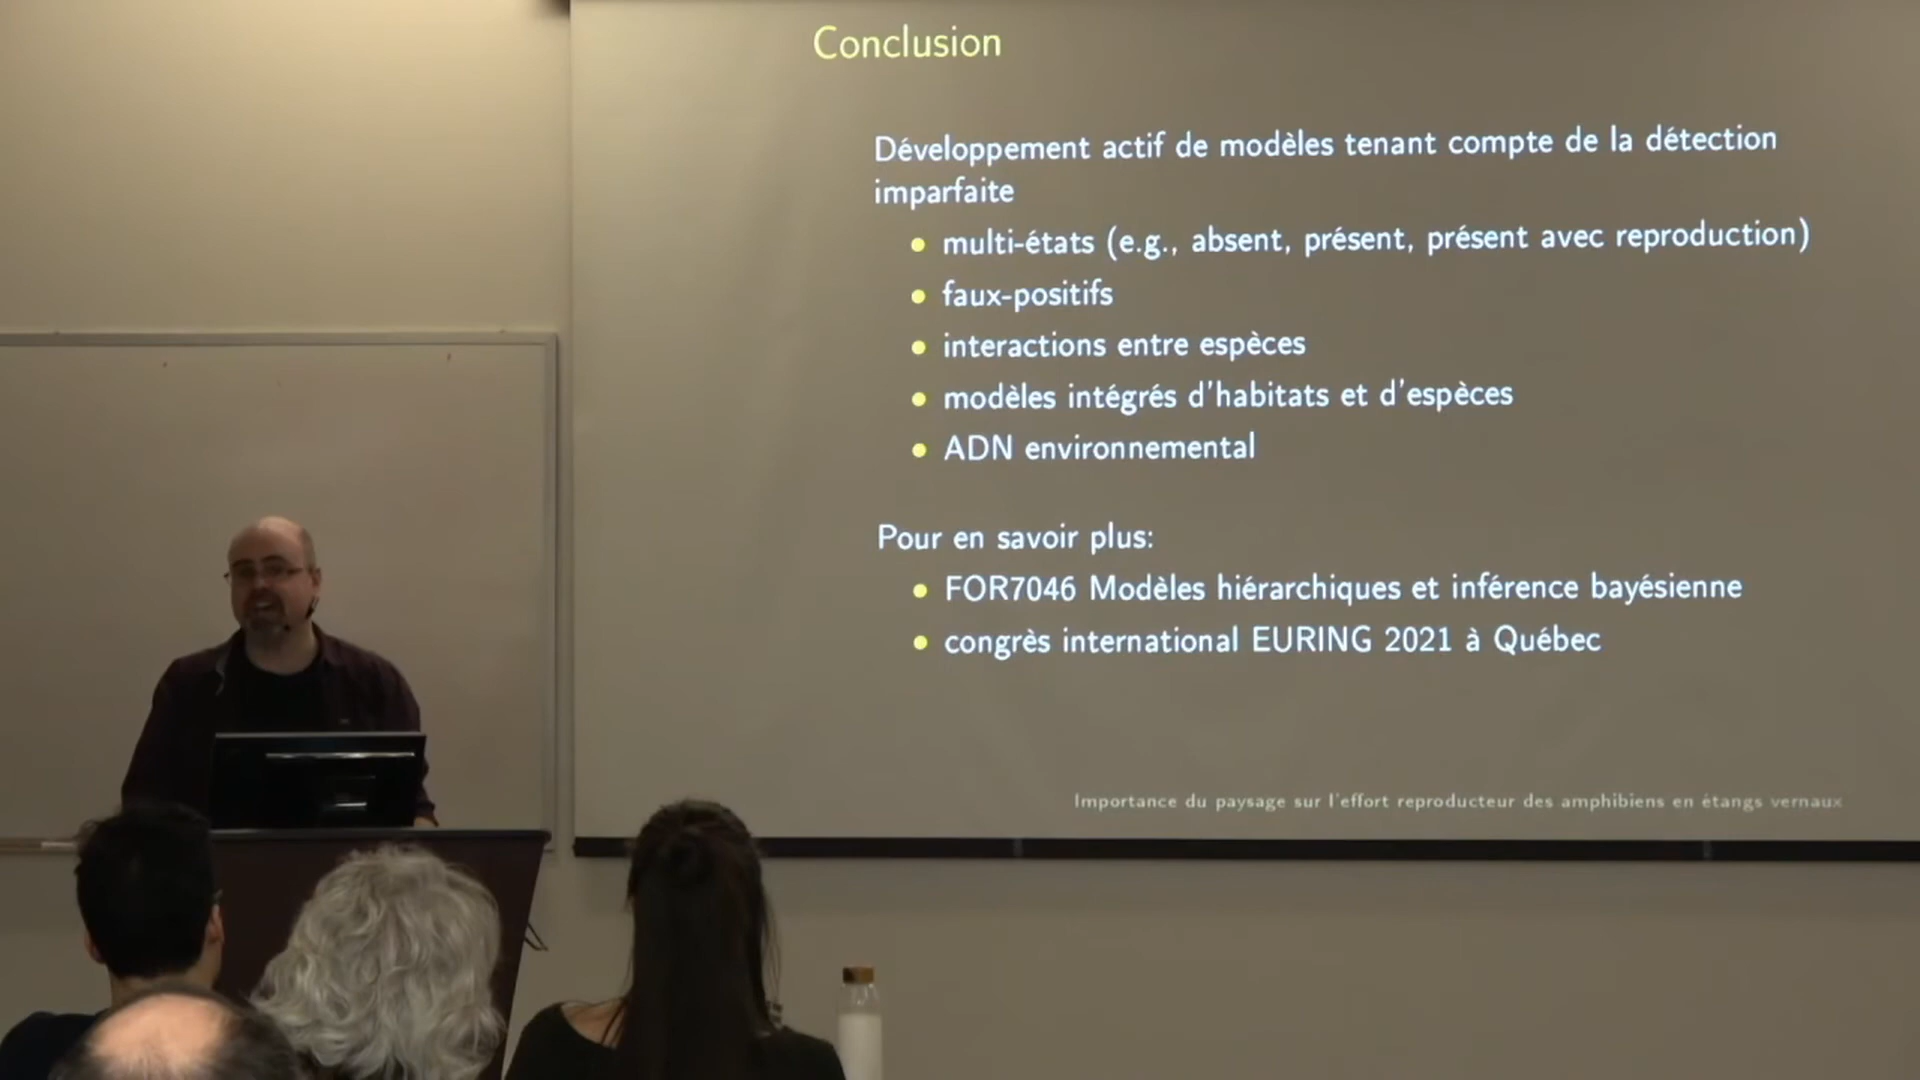 Conclusion
Développement actif de modèles tenant compte de la détection
imparfaite
multi-états (e.g., absent, présent, présent avec reproduction)
faux-positifs
interactions entre espèces
modèles intégrés d'habitats et d'espèces
ADN environnemental
Pour en savoir plus:
FOR7046 Modèles hiérarchiques et inférence bayésienne
congrès international EURING 2021 à Québec
Importance du paysage sur l'effort reproducteur des amphibiens en étangs vernaux